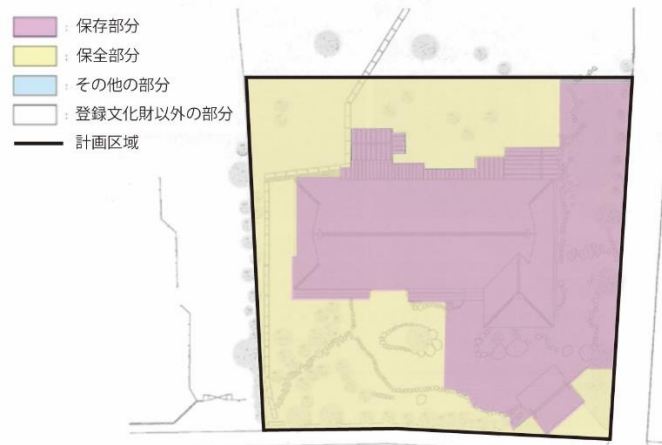 : 保存部分
: 保全部分
: その他の部分
: 登録文化財以外の部分
: 計画区域